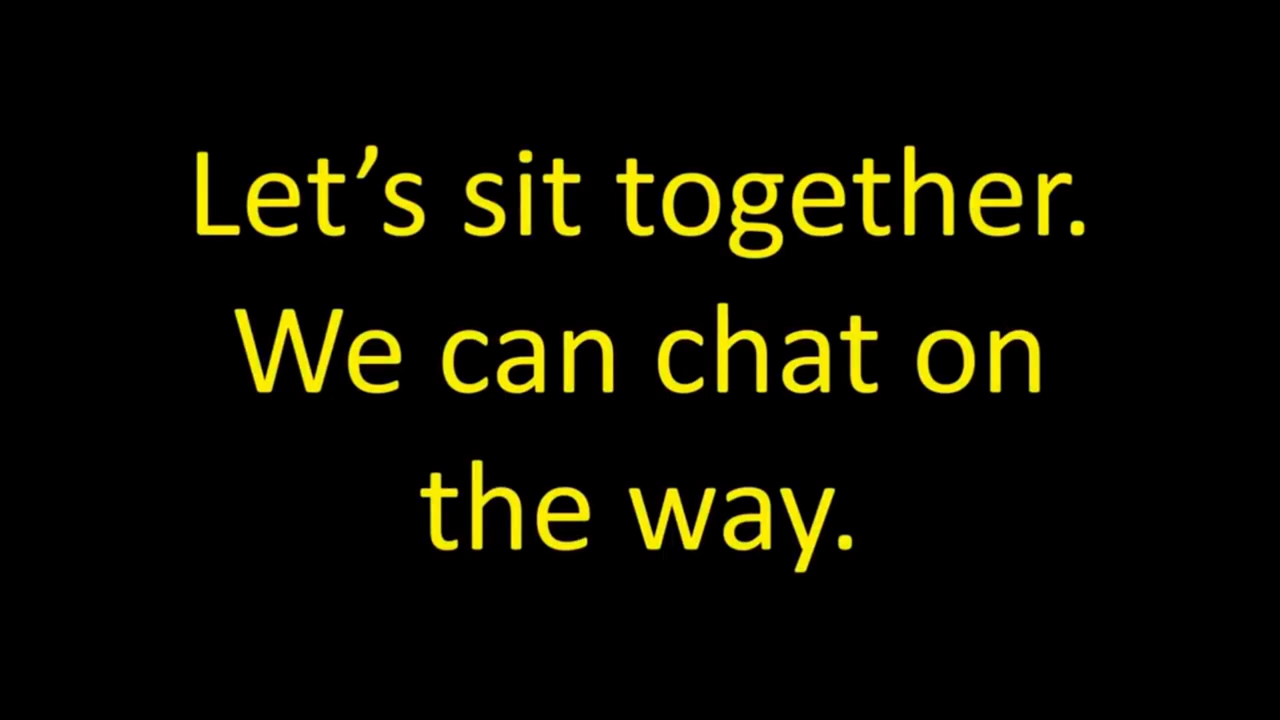 Let’s sit together.
We can chat on
the way.